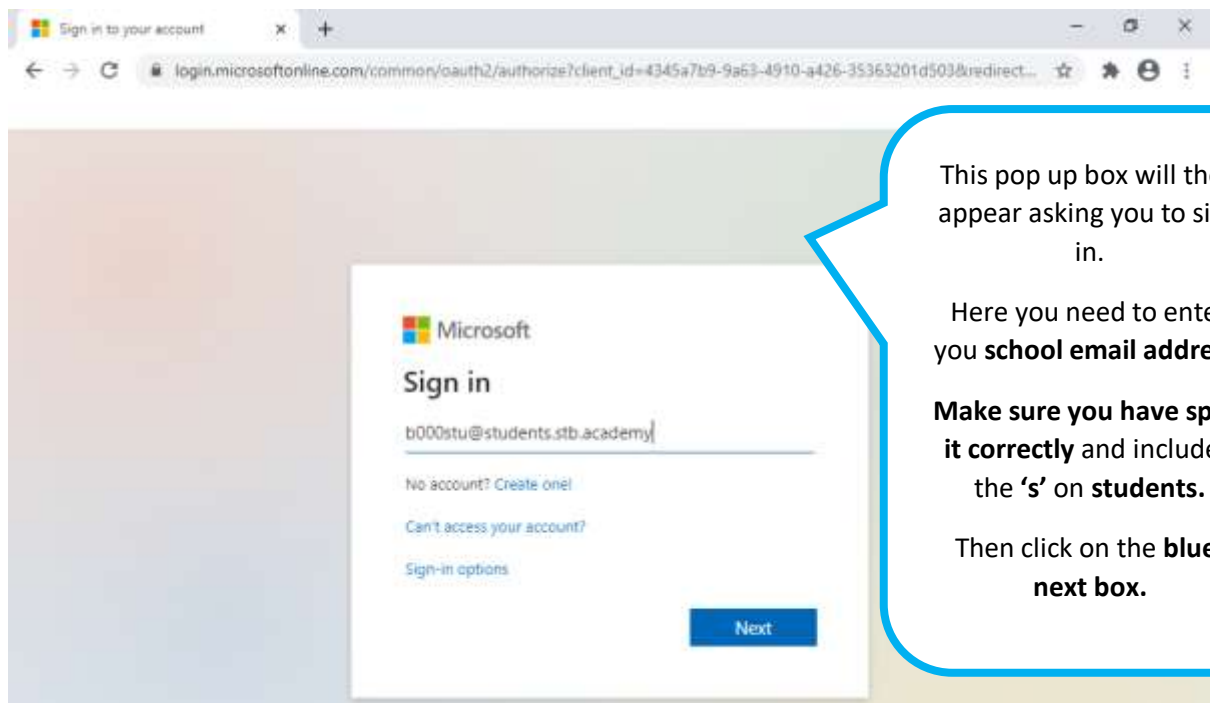 Sign in to your account
login.microsoftonline.com/common/oauth2/authorize?client_id=4345a7b9-9a63-4910-a426-35363201d503&redirect...
This pop up box will the
appear asking you to si
in.
Here you need to ente
you school email addre
Make sure you have sp
it correctly and include
the ‘s’ on students.
Then click on the blue
next box.
Microsoft
Sign in
b000stu@students.stb.academy
No account? Create one!
Can't access your account?
Sign-in options
Next